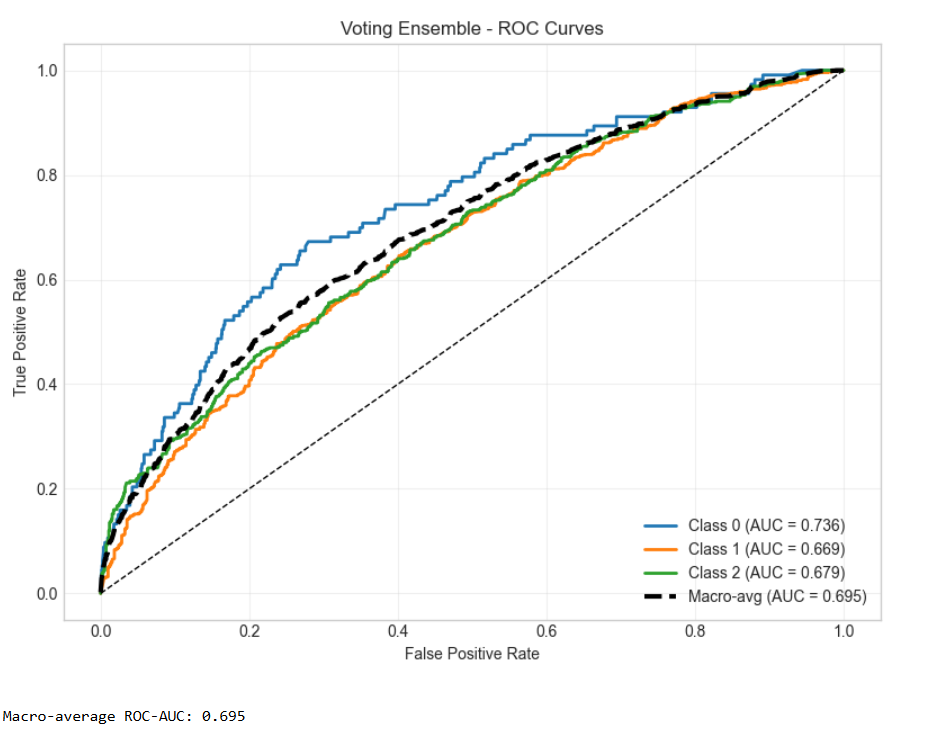 Voting Ensemble - ROC Curves
1.0
0.8
0.6
0.4
0.2
0.0
True Positive Rate
Class 0 (AUC = 0.736)
Class 1 (AUC = 0.669)
Class 2 (AUC = 0.679)
Macro-avg (AUC = 0.695)
0.0 0.2 0.4 0.6 0.8 1.0
False Positive Rate
Macro-average ROC-AUC: 0.695